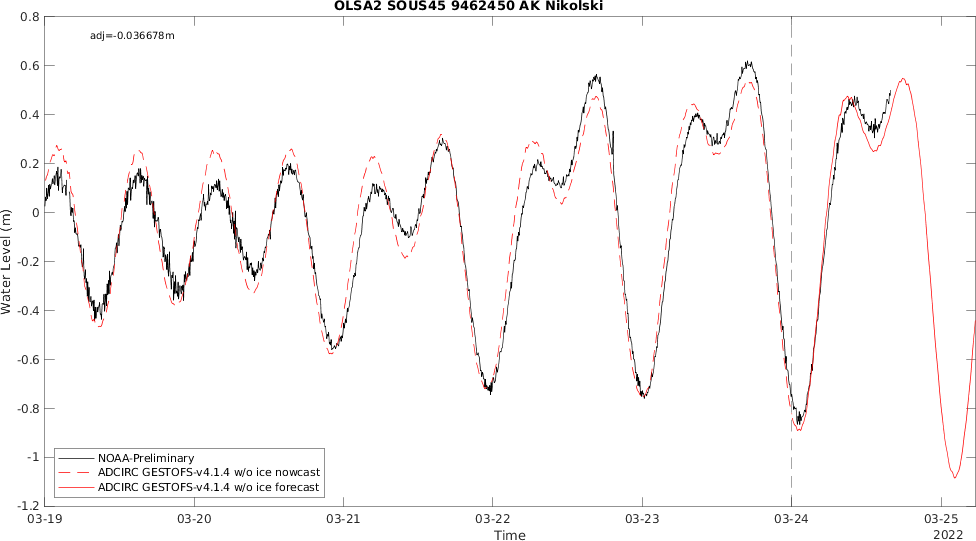 OLSA2 SOUS45 9462450 AK Nikolski
adj=-0.036678m
0.8
0.6
0.4
0.2
0
-0.2
-0.4
-0.6
-0.8
-1
-1.2
Water Level (m)
NOAA-Preliminary
ADCIRC GESTOFS-v4.1.4 w/o ice nowcast
ADCIRC GESTOFS-v4.1.4 w/o ice forecast
03-19 03-20 03-21 03-22 03-23 03-24 03-25
Time 2022